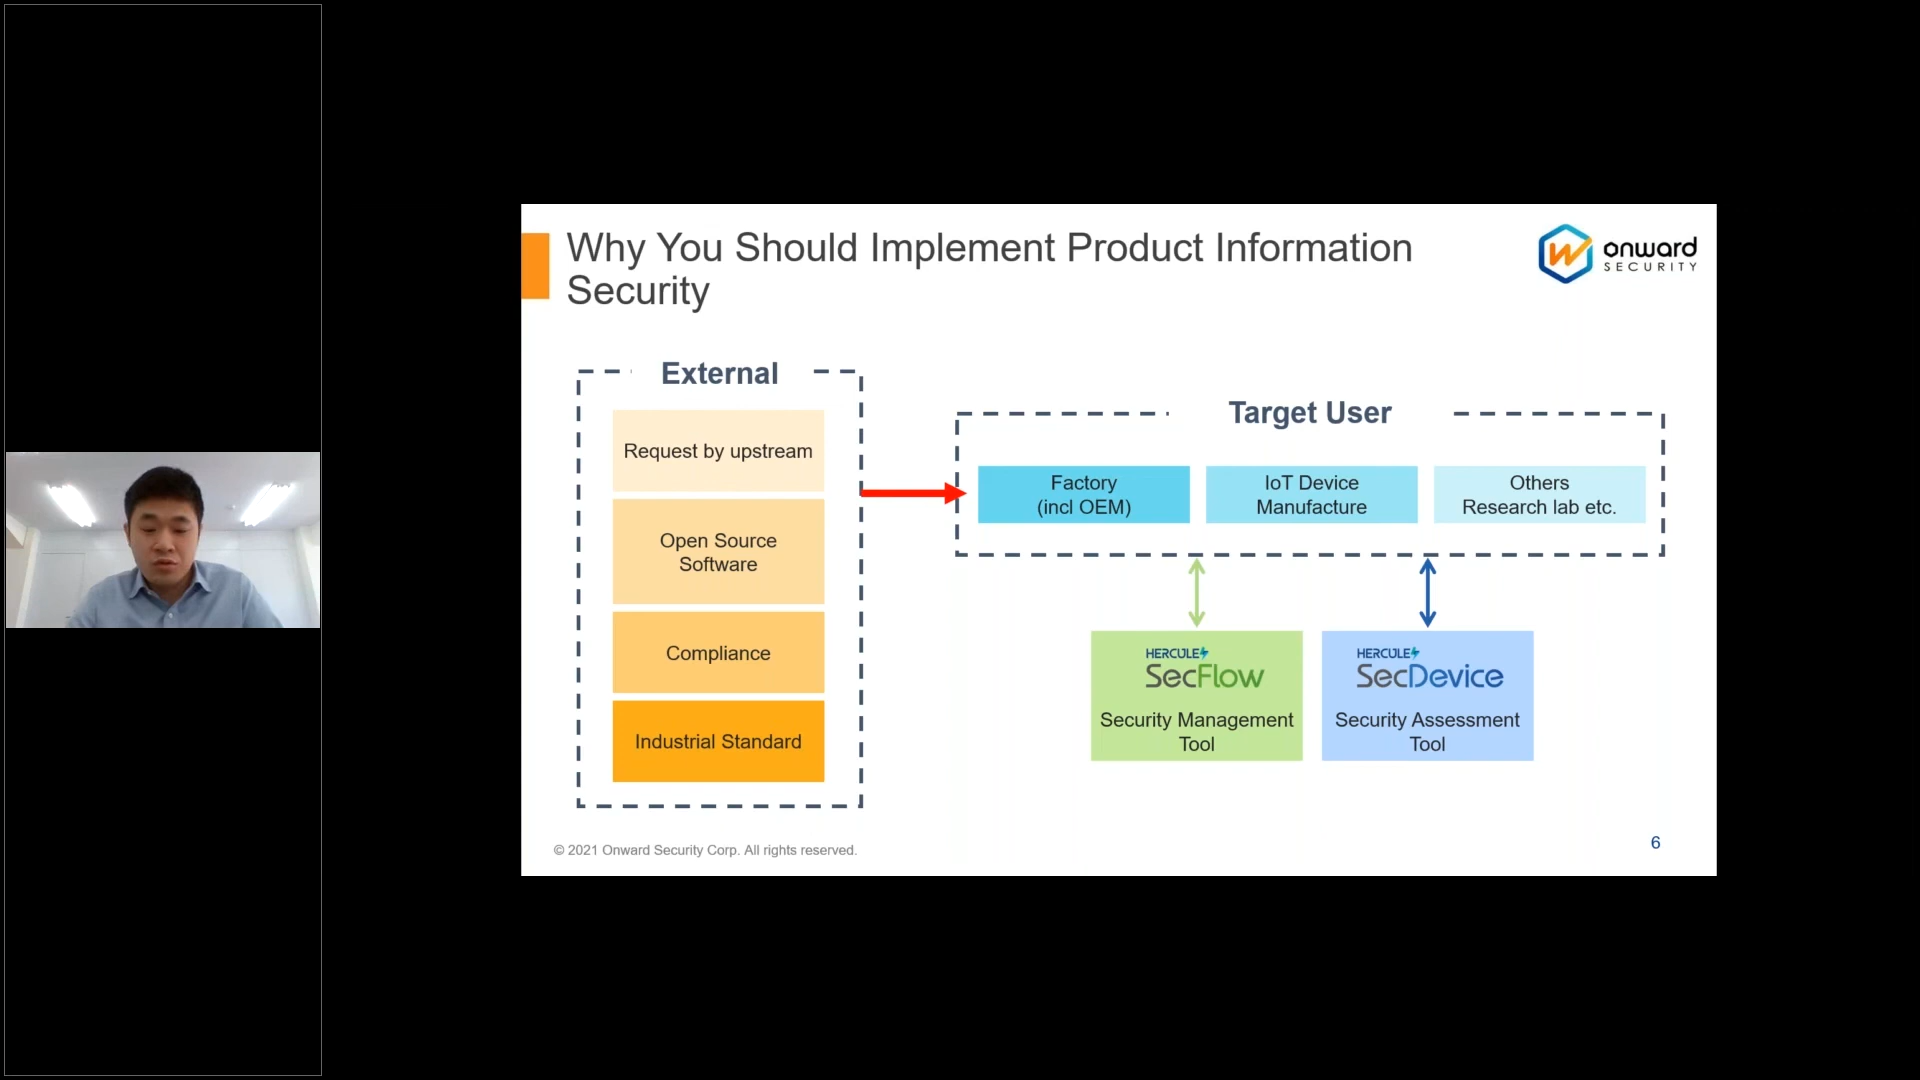 Why You Should Implement Product Information
Security
onward
SECURITY
External
Request by upstream
Open Source
Software
Compliance
Industrial Standard
Target User
Factory
(incl OEM)
IoT Device
Manufacture
Others
Research lab etc.
HERCULES
SecFlow
Security Management
Tool
HERCULES
SecDevice
Security Assessment
Tool
© 2021 Onward Security Corp. All rights reserved.
6